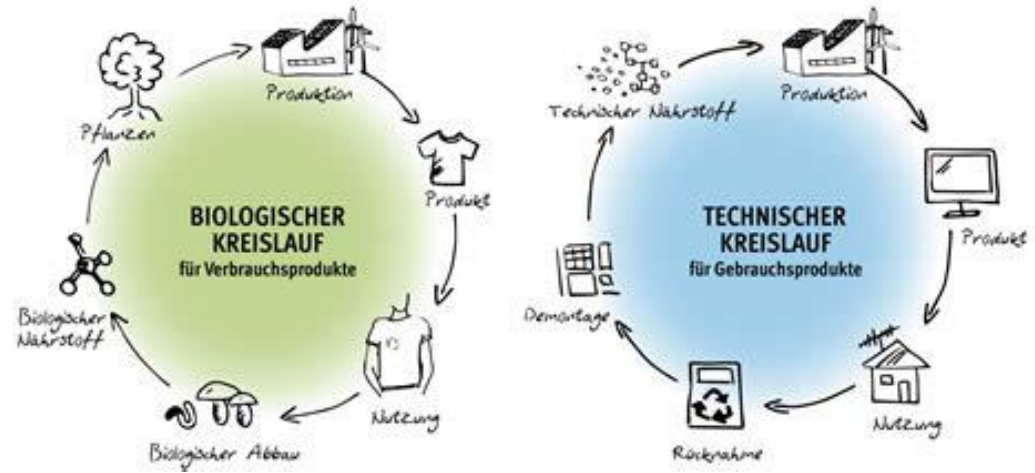 BIOLOGISCHER
KREISLAUF
für Verbrauchsprodukte
Produktion
Produkt
Nutzung
Biologischer Abbau
Biologischer
Nährstoff
Pflanzen
TECHNISCHER
KREISLAUF
für Gebrauchsprodukte
Produktion
Produkt
Nutzung
Rücknahme
Demontage
Technischer Nährstoff